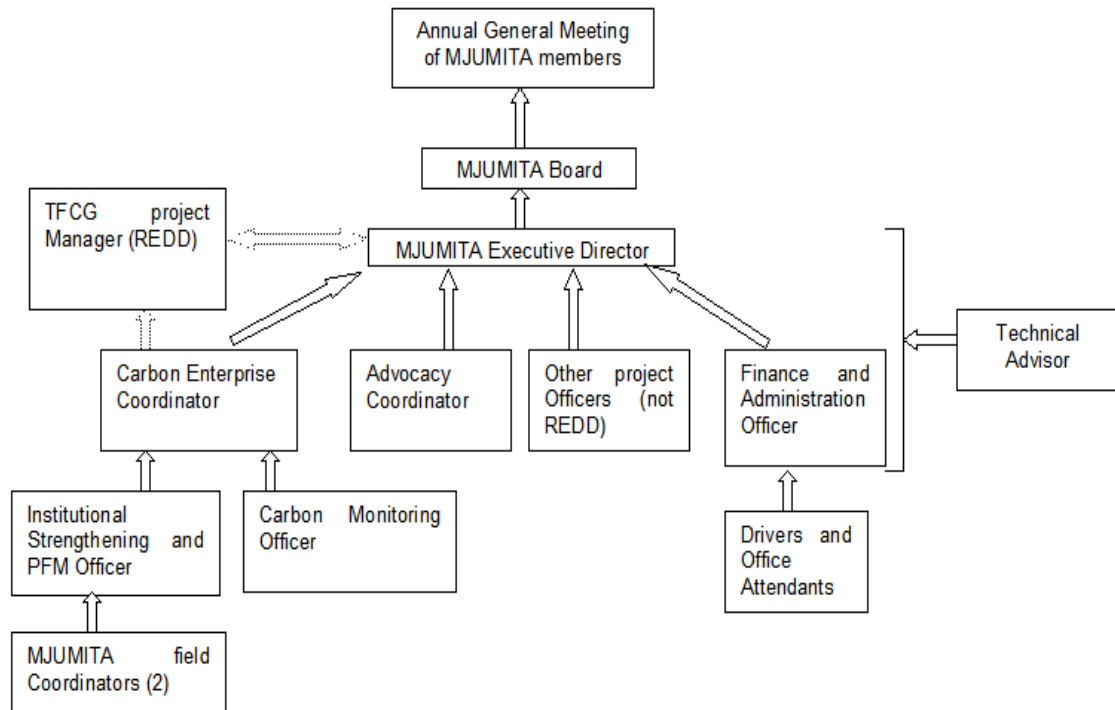 Annual General Meeting
of MJUMITA members
MJUMITA Board
TFCG project
Manager (REDD)
MJUMITA Executive Director
Technical
Advisor
Carbon Enterprise
Coordinator
Advocacy
Coordinator
Other project
Officers (not
REDD)
Finance and
Administration
Officer
Institutional
Strengthening and
PFM Officer
Carbon Monitoring
Officer
Drivers and
Office
Attendants
MJUMITA field
Coordinators (2)